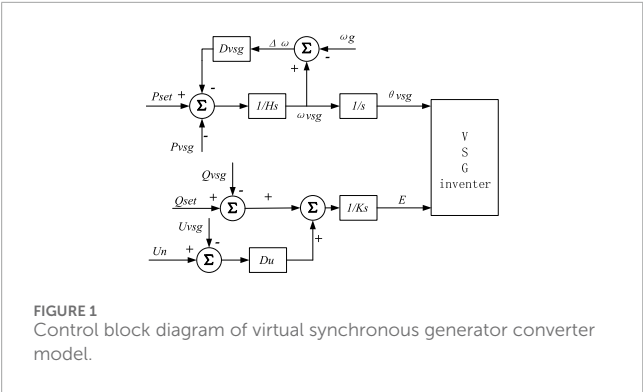 Dvsg
Δ ω
Σ
ωg
-
+
-
Pset +
Σ
1/Hs
ωvsg
1/s
θvsg
Pvsg
-
V
S
G
inventer
Qvsg
-
Qset
+
Σ
+
Σ
1/Ks
E
Uvsg
-
+
Un
+
Σ
Du
FIGURE 1
Control block diagram of virtual synchronous generator converter
model.